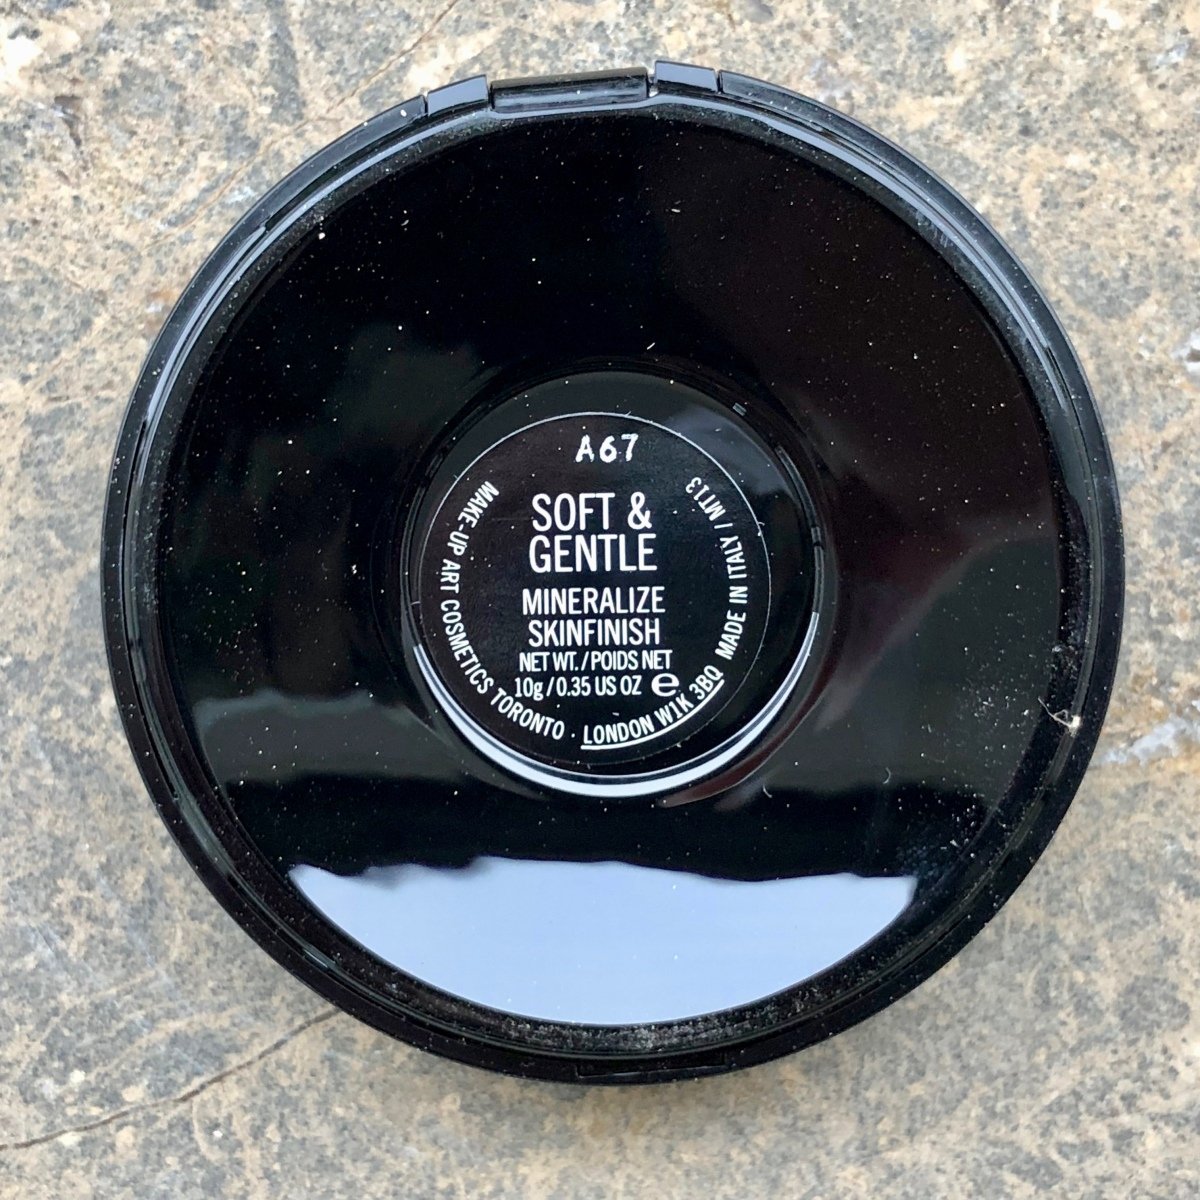 A67
SOFT &
GENTLE
MINERALIZE
SKINFINISH
NET WT. / POIDS NET
10g / 0.35 US OZ e
MAKE-UP ART COSMETICS TORONTO · LONDON W1K 3BQ MADE IN ITALY / MT13